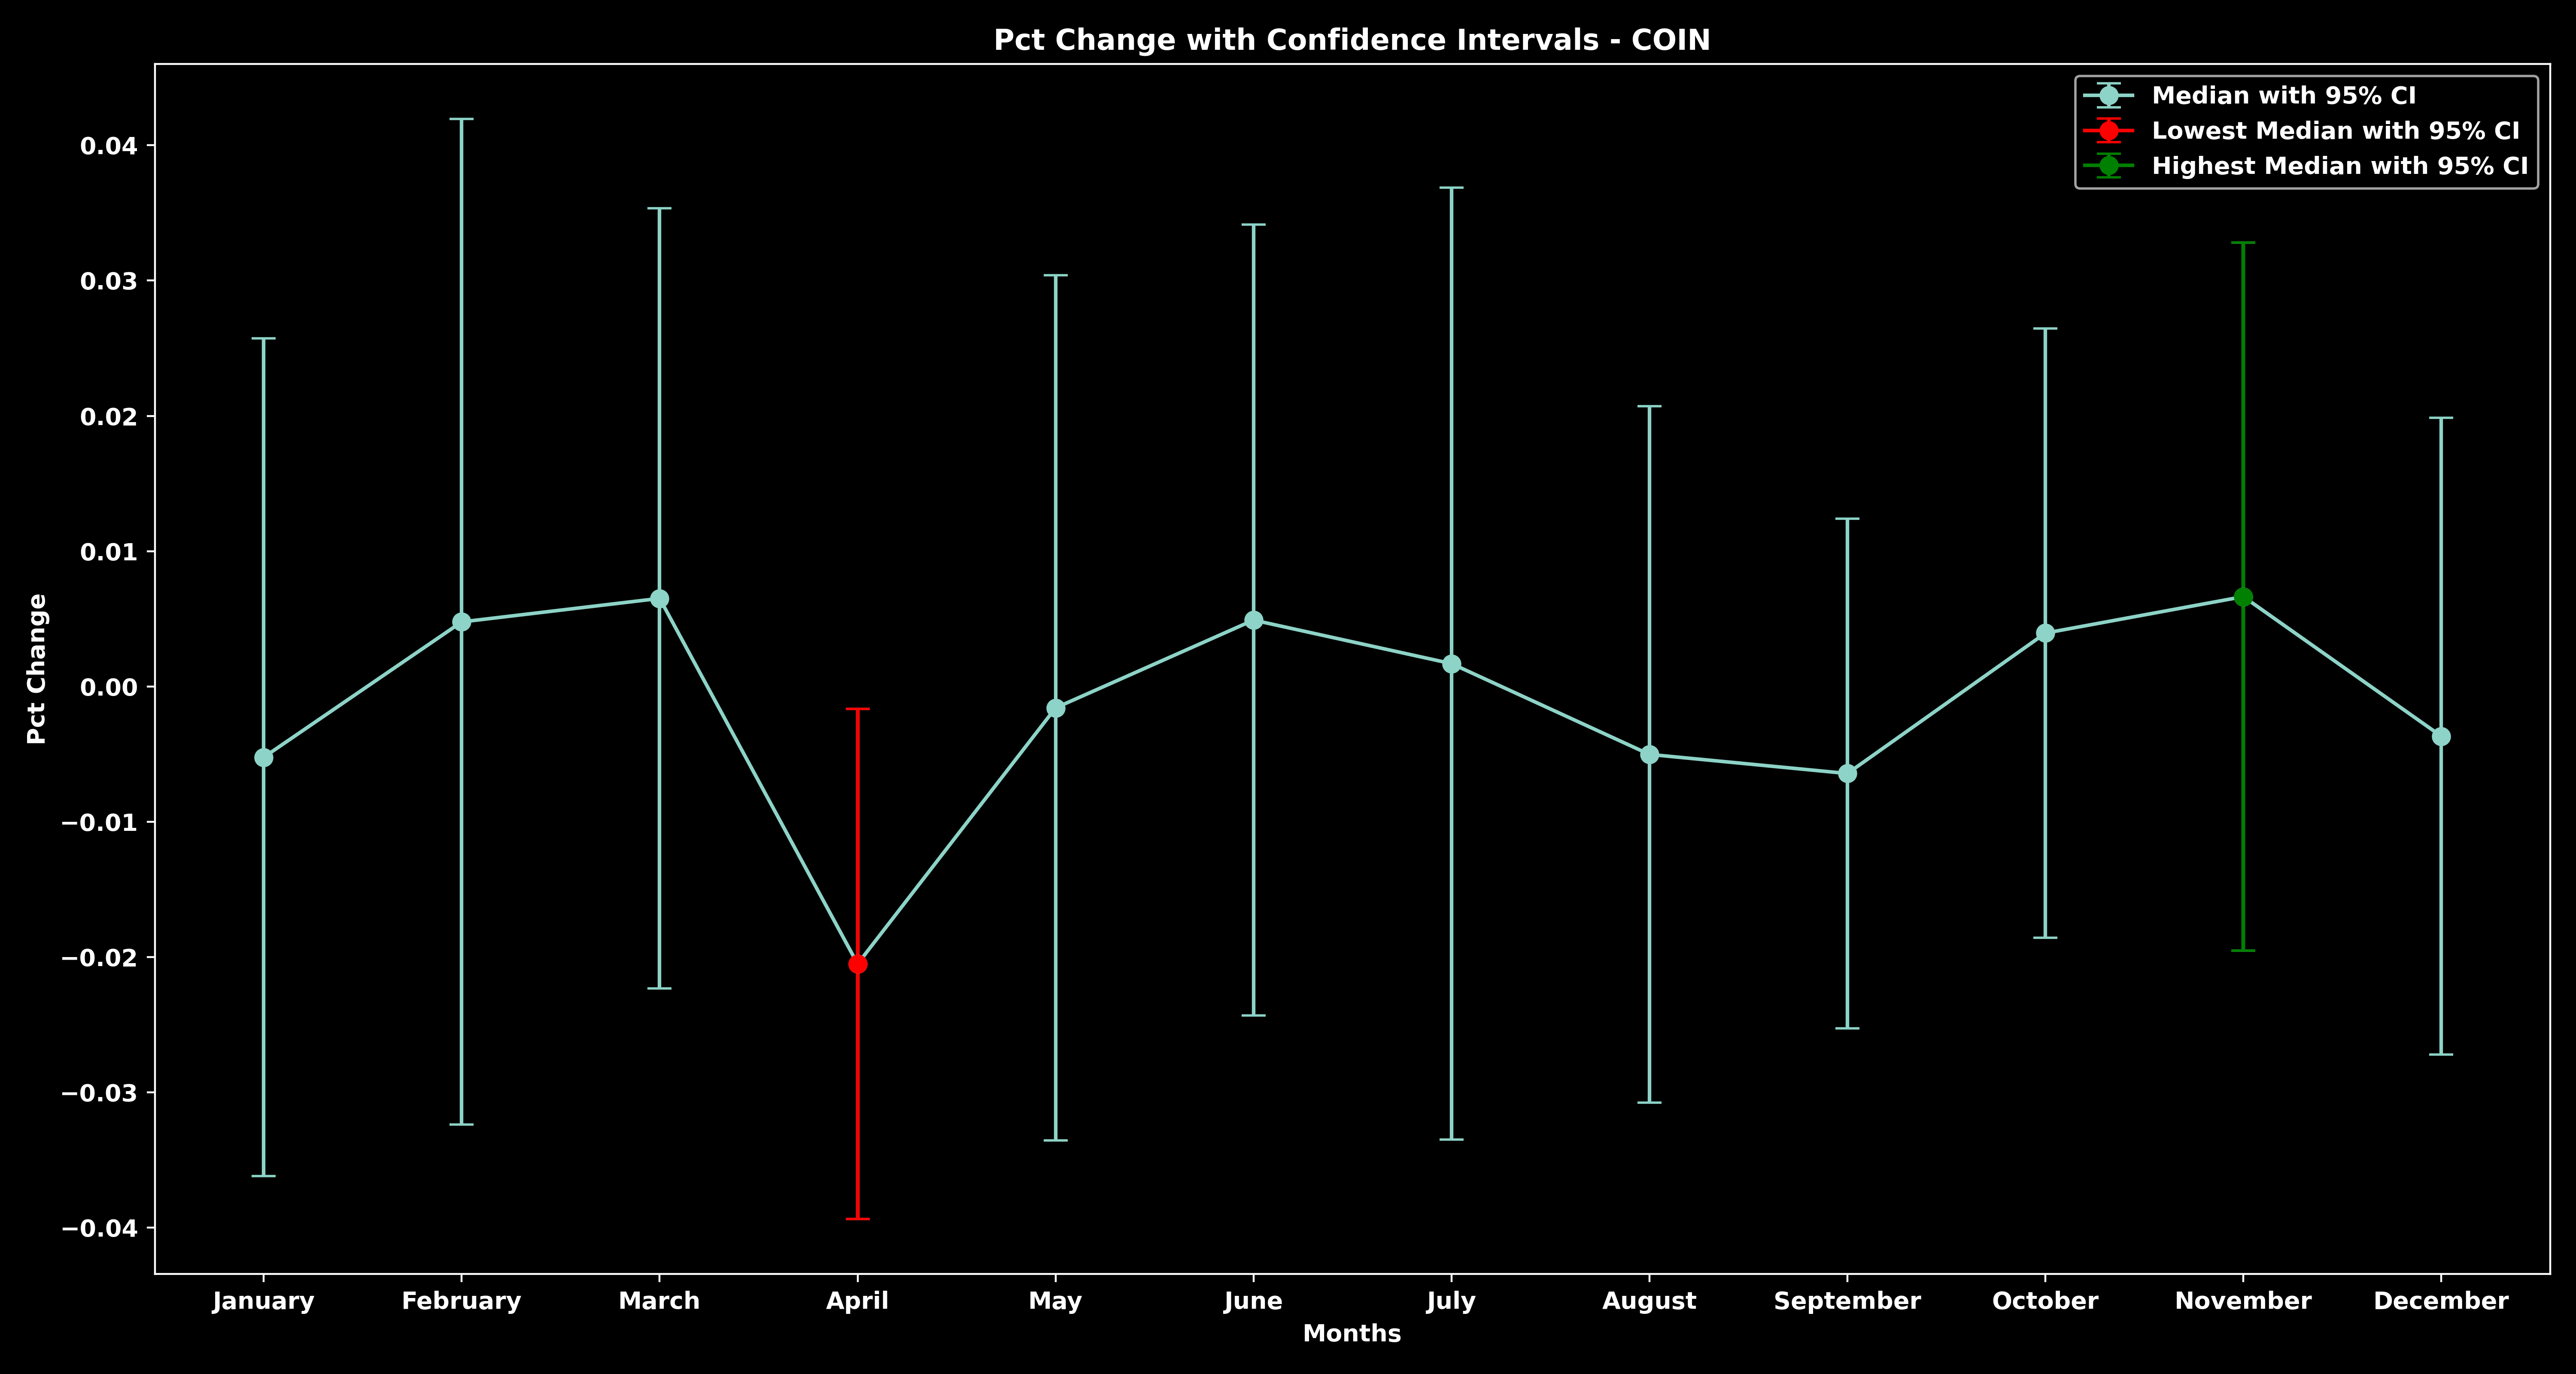 Pct Change with Confidence Intervals - COIN
Median with 95% CI
Lowest Median with 95% CI
Highest Median with 95% CI
Pct Change
0.04
0.03
0.02
0.01
0.00
−0.01
−0.02
−0.03
−0.04
January February March April May June July August September October November December
Months